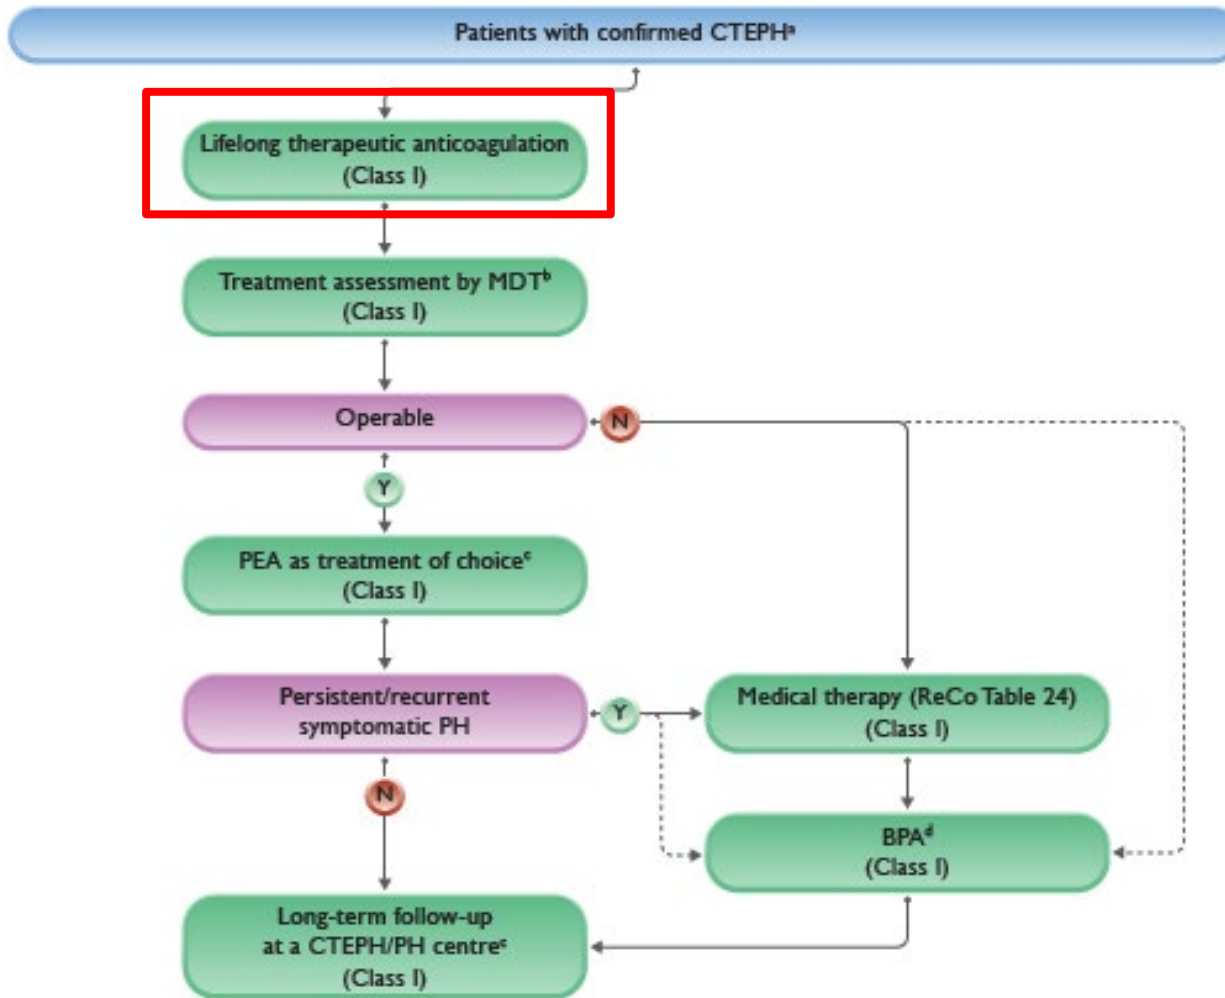 Patients with confirmed CTEPHᵃ
Lifelong therapeutic anticoagulation
(Class I)
Treatment assessment by MDTᵇ
(Class I)
Operable
N
Y
PEA as treatment of choiceᶜ
(Class I)
Persistent/recurrent
symptomatic PH
Y
Medical therapy (ReCo Table 24)
(Class I)
N
BPAᵈ
(Class I)
Long-term follow-up
at a CTEPH/PH centreᵉ
(Class I)